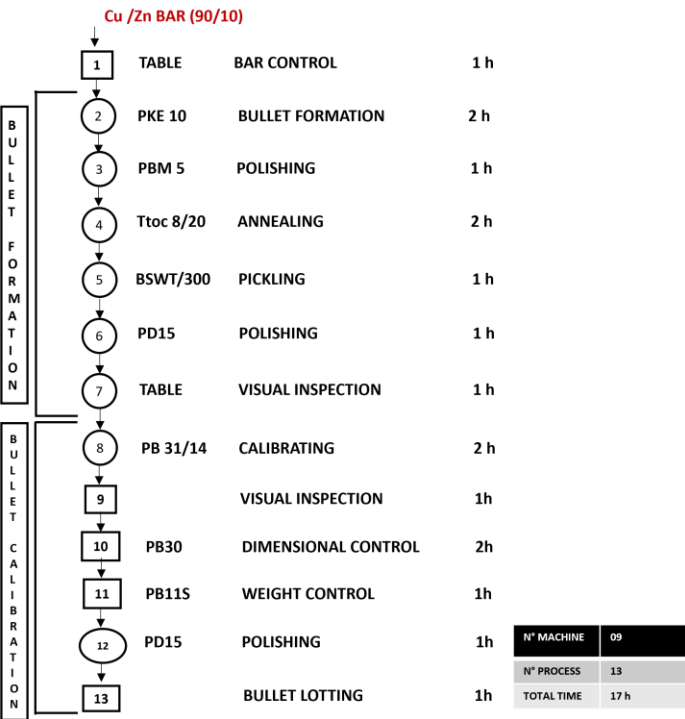 Cu /Zn BAR (90/10)
1 TABLE BAR CONTROL 1 h
BULLET FORMATION
2 PKE 10 BULLET FORMATION 2 h
3 PBM 5 POLISHING 1 h
4 Ttoc 8/20 ANNEALING 2 h
5 BSWT/300 PICKLING 1 h
6 PD15 POLISHING 1 h
7 TABLE VISUAL INSPECTION 1 h
BULLET CALIBRATION
8 PB 31/14 CALIBRATING 2 h
9 VISUAL INSPECTION 1h
10 PB30 DIMENSIONAL CONTROL 2h
11 PB11S WEIGHT CONTROL 1h
12 PD15 POLISHING 1h
13 BULLET LOTTING 1h
N° MACHINE 09
N° PROCESS 13
TOTAL TIME 17 h